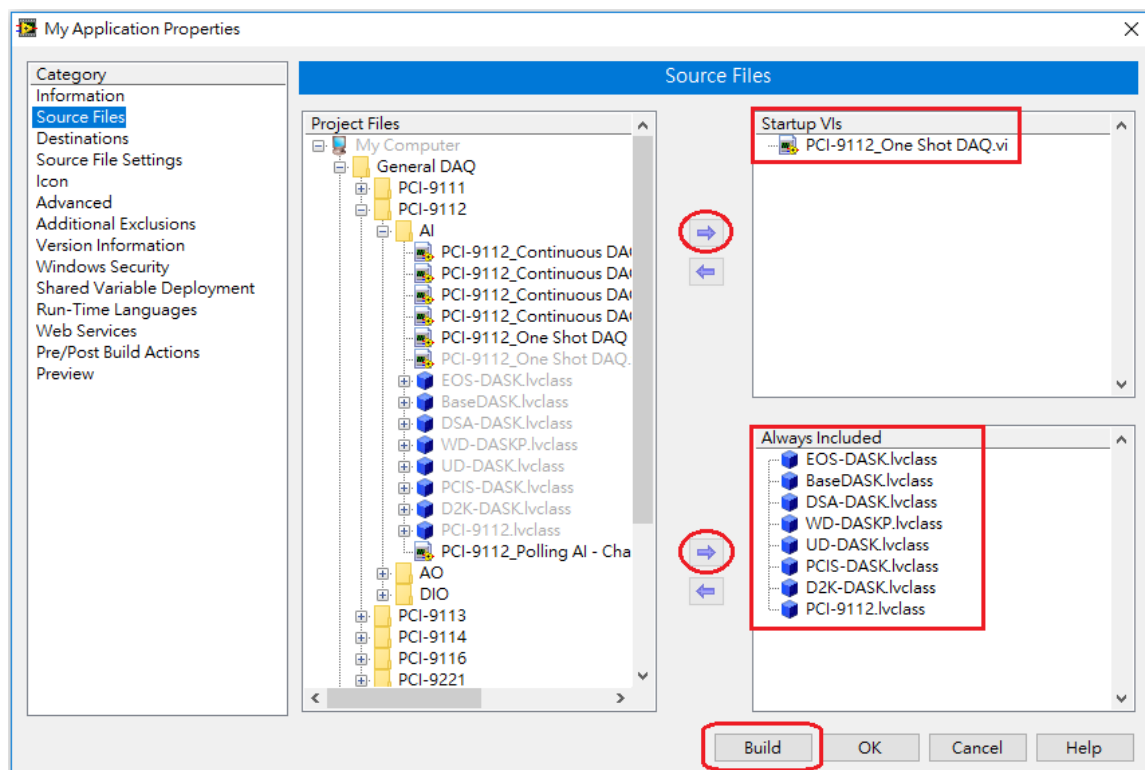 My Application Properties
Category
Information
Source Files
Destinations
Source File Settings
Icon
Advanced
Additional Exclusions
Version Information
Windows Security
Shared Variable Deployment
Run-Time Languages
Web Services
Pre/Post Build Actions
Preview
Source Files
Project Files
My Computer
General DAQ
PCI-9111
PCI-9112
AI
PCI-9112_Continuous DA
PCI-9112_Continuous DA
PCI-9112_Continuous DAQ
PCI-9112_Continuous DA
PCI-9112_One Shot DAQ
PCI-9112_One Shot DAQ.
EOS-DASK.lvclass
BaseDASK.lvclass
DSA-DASK.lvclass
WD-DASKP.lvclass
UD-DASK.lvclass
PCIS-DASK.lvclass
D2K-DASK.lvclass
PCI-9112.lvclass
PCI-9112_Polling AI - Cha
AO
DIO
PCI-9113
PCI-9114
PCI-9116
PCI-9221
Startup VIs
PCI-9112_One Shot DAQ.vi
Always Included
EOS-DASK.lvclass
BaseDASK.lvclass
DSA-DASK.lvclass
WD-DASKP.lvclass
UD-DASK.lvclass
PCIS-DASK.lvclass
D2K-DASK.lvclass
PCI-9112.lvclass
Build
OK
Cancel
Help